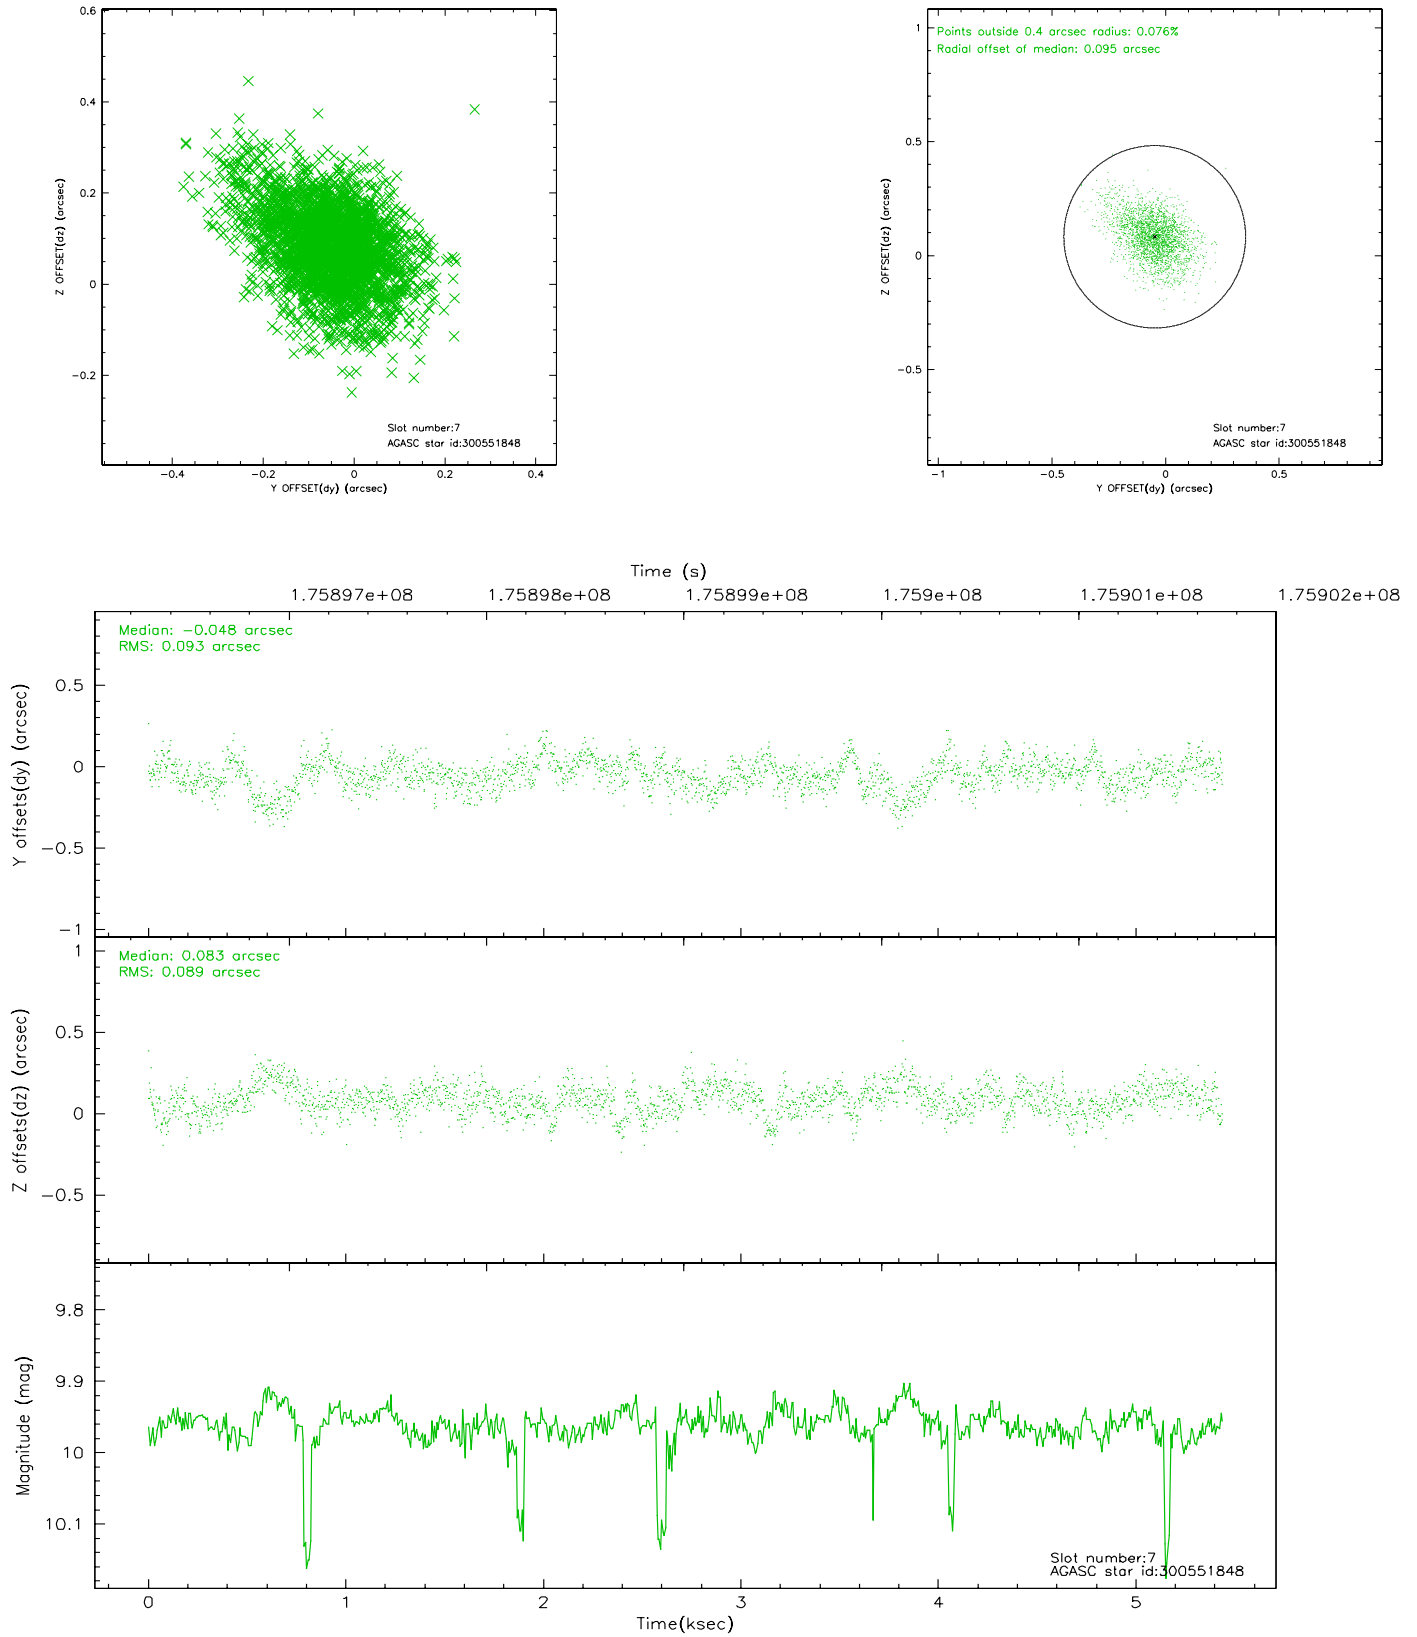 0.6
0.4
0.2
0
−0.2
Z OFFSET(dz) (arcsec)
Slot number:7
AGASC star id:300551848
−0.4 −0.2 0 0.2 0.4
Y OFFSET(dy) (arcsec)
Points outside 0.4 arcsec radius: 0.076%
Radial offset of median: 0.095 arcsec
1
0.5
0
−0.5
Z OFFSET(dz) (arcsec)
Slot number:7
AGASC star id:300551848
−1 −0.5 0 0.5
Y OFFSET(dy) (arcsec)
Time (s)
1.75897e+08 1.75898e+08 1.75899e+08 1.759e+08 1.75901e+08 1.75902e+08
Median: −0.048 arcsec
RMS: 0.093 arcsec
0.5
0
−0.5
−1
Y offsets(dy) (arcsec)
Median: 0.083 arcsec
RMS: 0.089 arcsec
1
0.5
0
−0.5
Z offsets(dz) (arcsec)
9.8
9.9
10
10.1
Magnitude (mag)
Slot number:7
AGASC star id:300551848
0 1 2 3 4 5
Time(ksec)